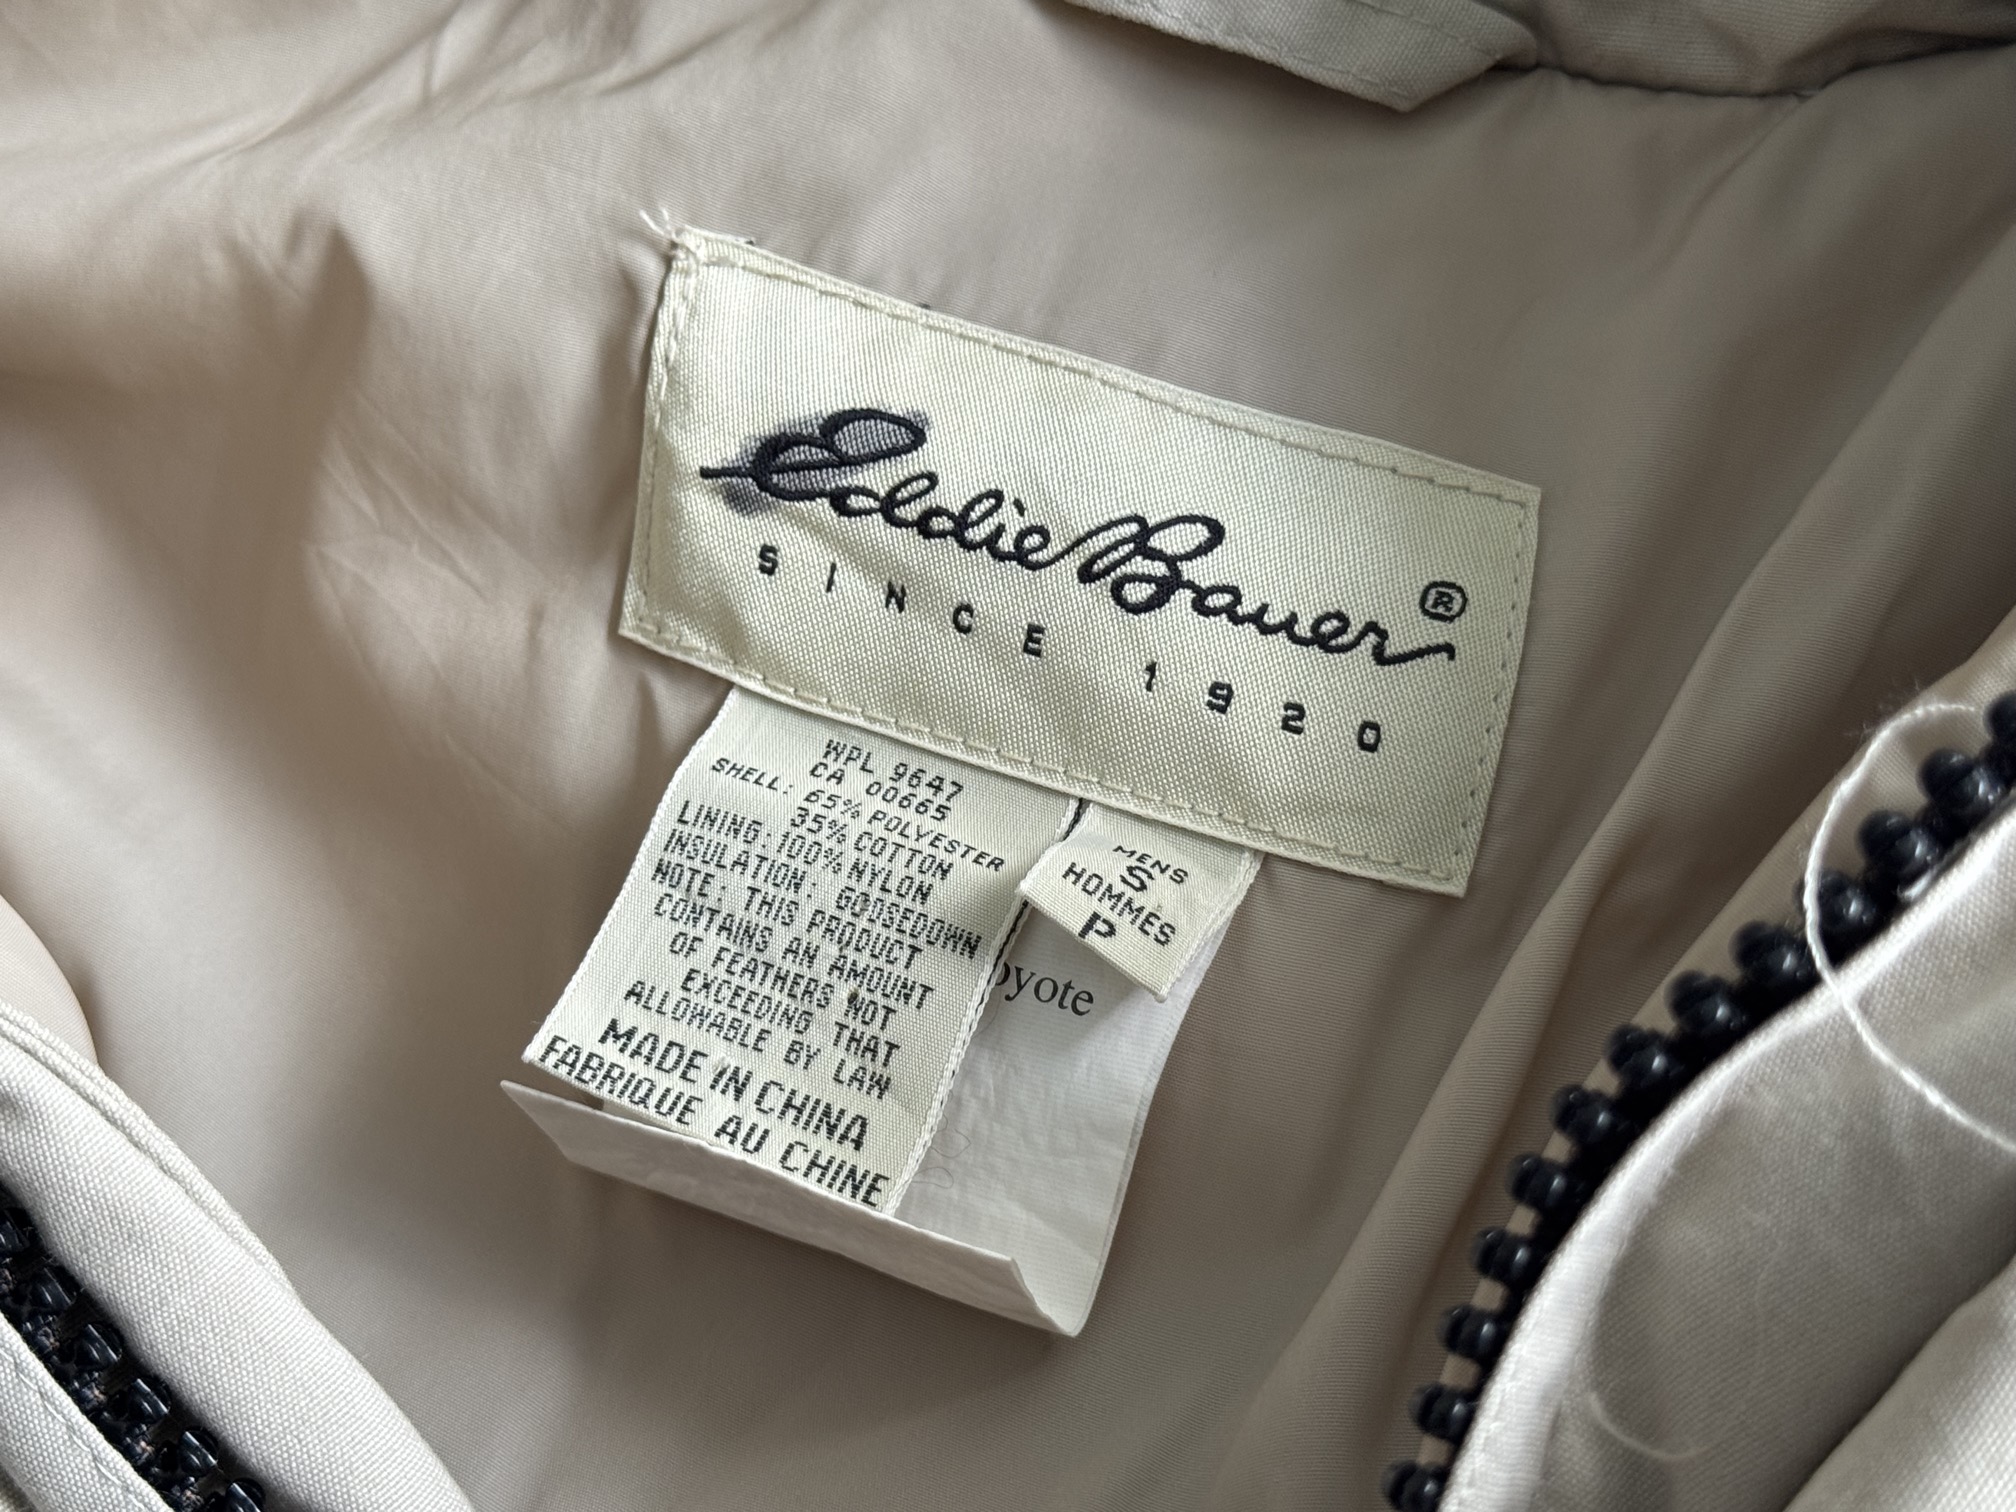 Eddie Bauer ®
SINCE 1920
WPL 9647
CA 00665
SHELL: 65% POLYESTER
35% COTTON
LINING: 100% NYLON
INSULATION: GOOSEDOWN
NOTE: THIS PRODUCT
CONTAINS AN AMOUNT
OF FEATHERS NOT
EXCEEDING THAT
ALLOWABLE BY LAW
MADE IN CHINA
FABRIQUE AU CHINE
MENS
S
HOMMES
P